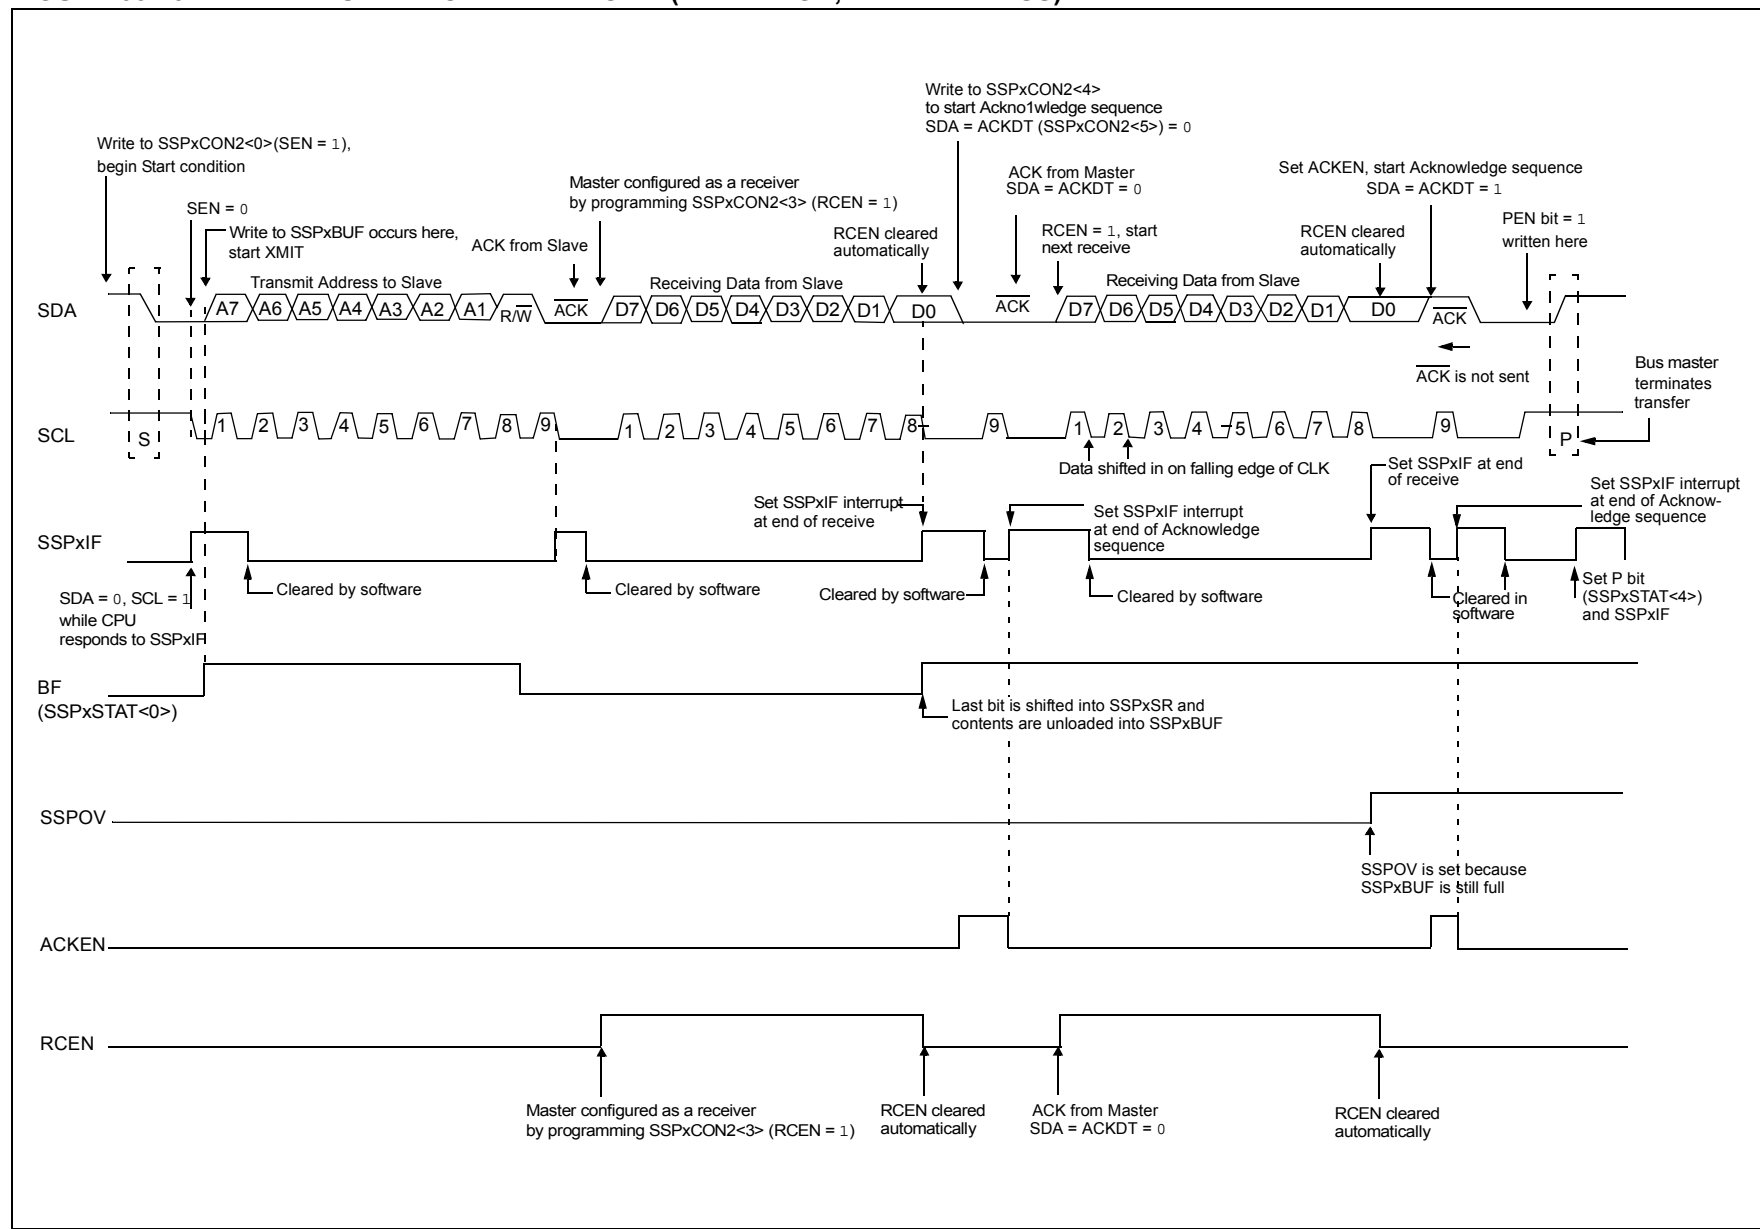 Write to SSPxCON2<4>
to start Ackno1wledge sequence
SDA = ACKDT (SSPxCON2<5>) = 0
Write to SSPxCON2<0>(SEN = 1),
begin Start condition
ACK from Master
SDA = ACKDT = 0
Set ACKEN, start Acknowledge sequence
SDA = ACKDT = 1
Master configured as a receiver
by programming SSPxCON2<3> (RCEN = 1)
SEN = 0
Write to SSPxBUF occurs here,
start XMIT
ACK from Slave
RCEN cleared
automatically
RCEN = 1, start
next receive
RCEN cleared
automatically
PEN bit = 1
written here
Transmit Address to Slave
Receiving Data from Slave
Receiving Data from Slave
SDA A7 A6 A5 A4 A3 A2 A1 R/W ACK D7 D6 D5 D4 D3 D2 D1 D0 ACK D7 D6 D5 D4 D3 D2 D1 D0 ACK
ACK is not sent
Bus master
terminates
transfer
SCL S 1 2 3 4 5 6 7 8 9 1 2 3 4 5 6 7 8 9 1 2 3 4 5 6 7 8 9 P
Data shifted in on falling edge of CLK
Set SSPxIF at end
of receive
Set SSPxIF interrupt
at end of receive
Set SSPxIF interrupt
at end of Acknowledge
sequence
Set SSPxIF interrupt
at end of Acknow-
ledge sequence
SSPxIF
SDA = 0, SCL = 1
while CPU
responds to SSPxIF
Cleared by software
Cleared by software
Cleared by software
Cleared by software
Cleared in
software
Set P bit
(SSPxSTAT<4>)
and SSPxIF
BF
(SSPxSTAT<0>)
Last bit is shifted into SSPxSR and
contents are unloaded into SSPxBUF
SSPOV
SSPOV is set because
SSPxBUF is still full
ACKEN
RCEN
Master configured as a receiver
by programming SSPxCON2<3> (RCEN = 1)
RCEN cleared
automatically
ACK from Master
SDA = ACKDT = 0
RCEN cleared
automatically